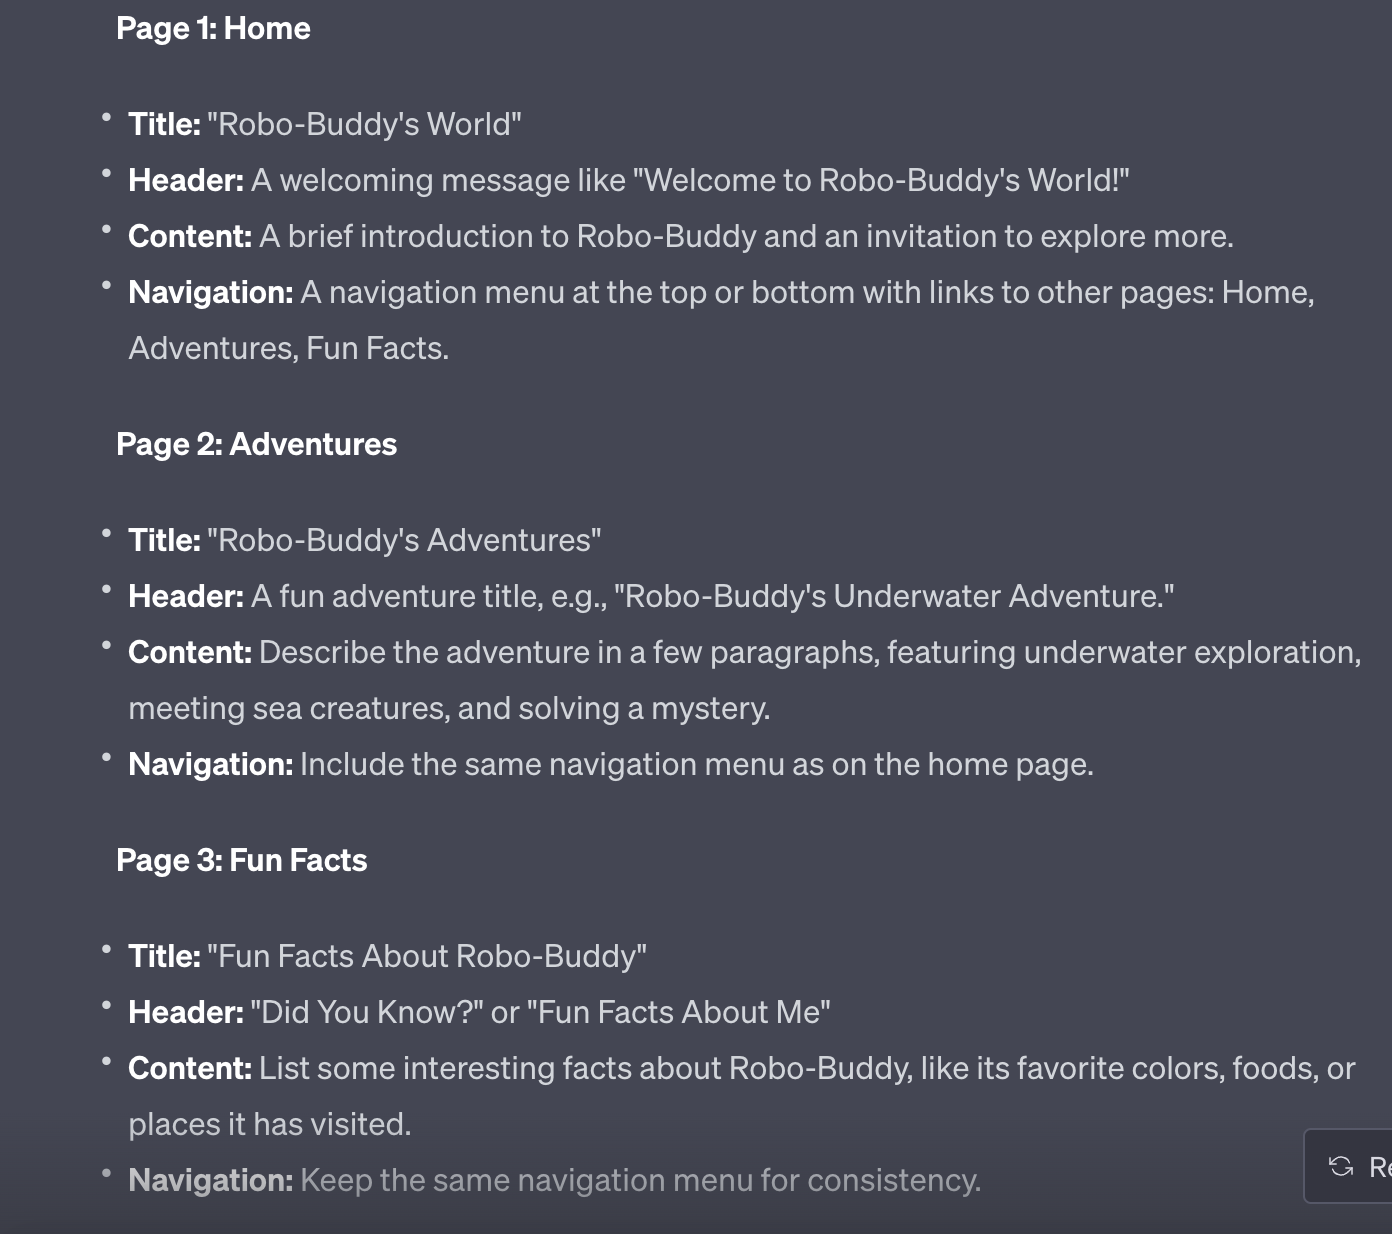 Page 1: Home
• Title: "Robo-Buddy's World"
• Header: A welcoming message like "Welcome to Robo-Buddy's World!"
• Content: A brief introduction to Robo-Buddy and an invitation to explore more.
• Navigation: A navigation menu at the top or bottom with links to other pages: Home,
Adventures, Fun Facts.
Page 2: Adventures
• Title: "Robo-Buddy's Adventures"
• Header: A fun adventure title, e.g., "Robo-Buddy's Underwater Adventure."
• Content: Describe the adventure in a few paragraphs, featuring underwater exploration,
meeting sea creatures, and solving a mystery.
• Navigation: Include the same navigation menu as on the home page.
Page 3: Fun Facts
• Title: "Fun Facts About Robo-Buddy"
• Header: "Did You Know?" or "Fun Facts About Me"
• Content: List some interesting facts about Robo-Buddy, like its favorite colors, foods, or
places it has visited.
• Navigation: Keep the same navigation menu for consistency.